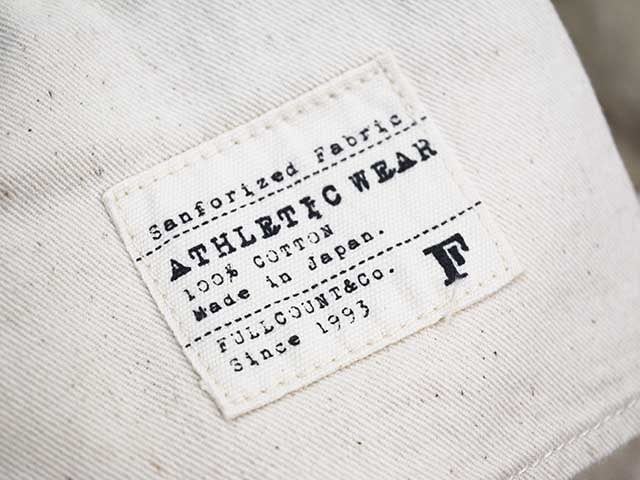 Sanforized Fabric
ATHLETIC WEAR
100% COTTON
Made in Japan.
F
FULLCOUNT&Co.
Since 1993